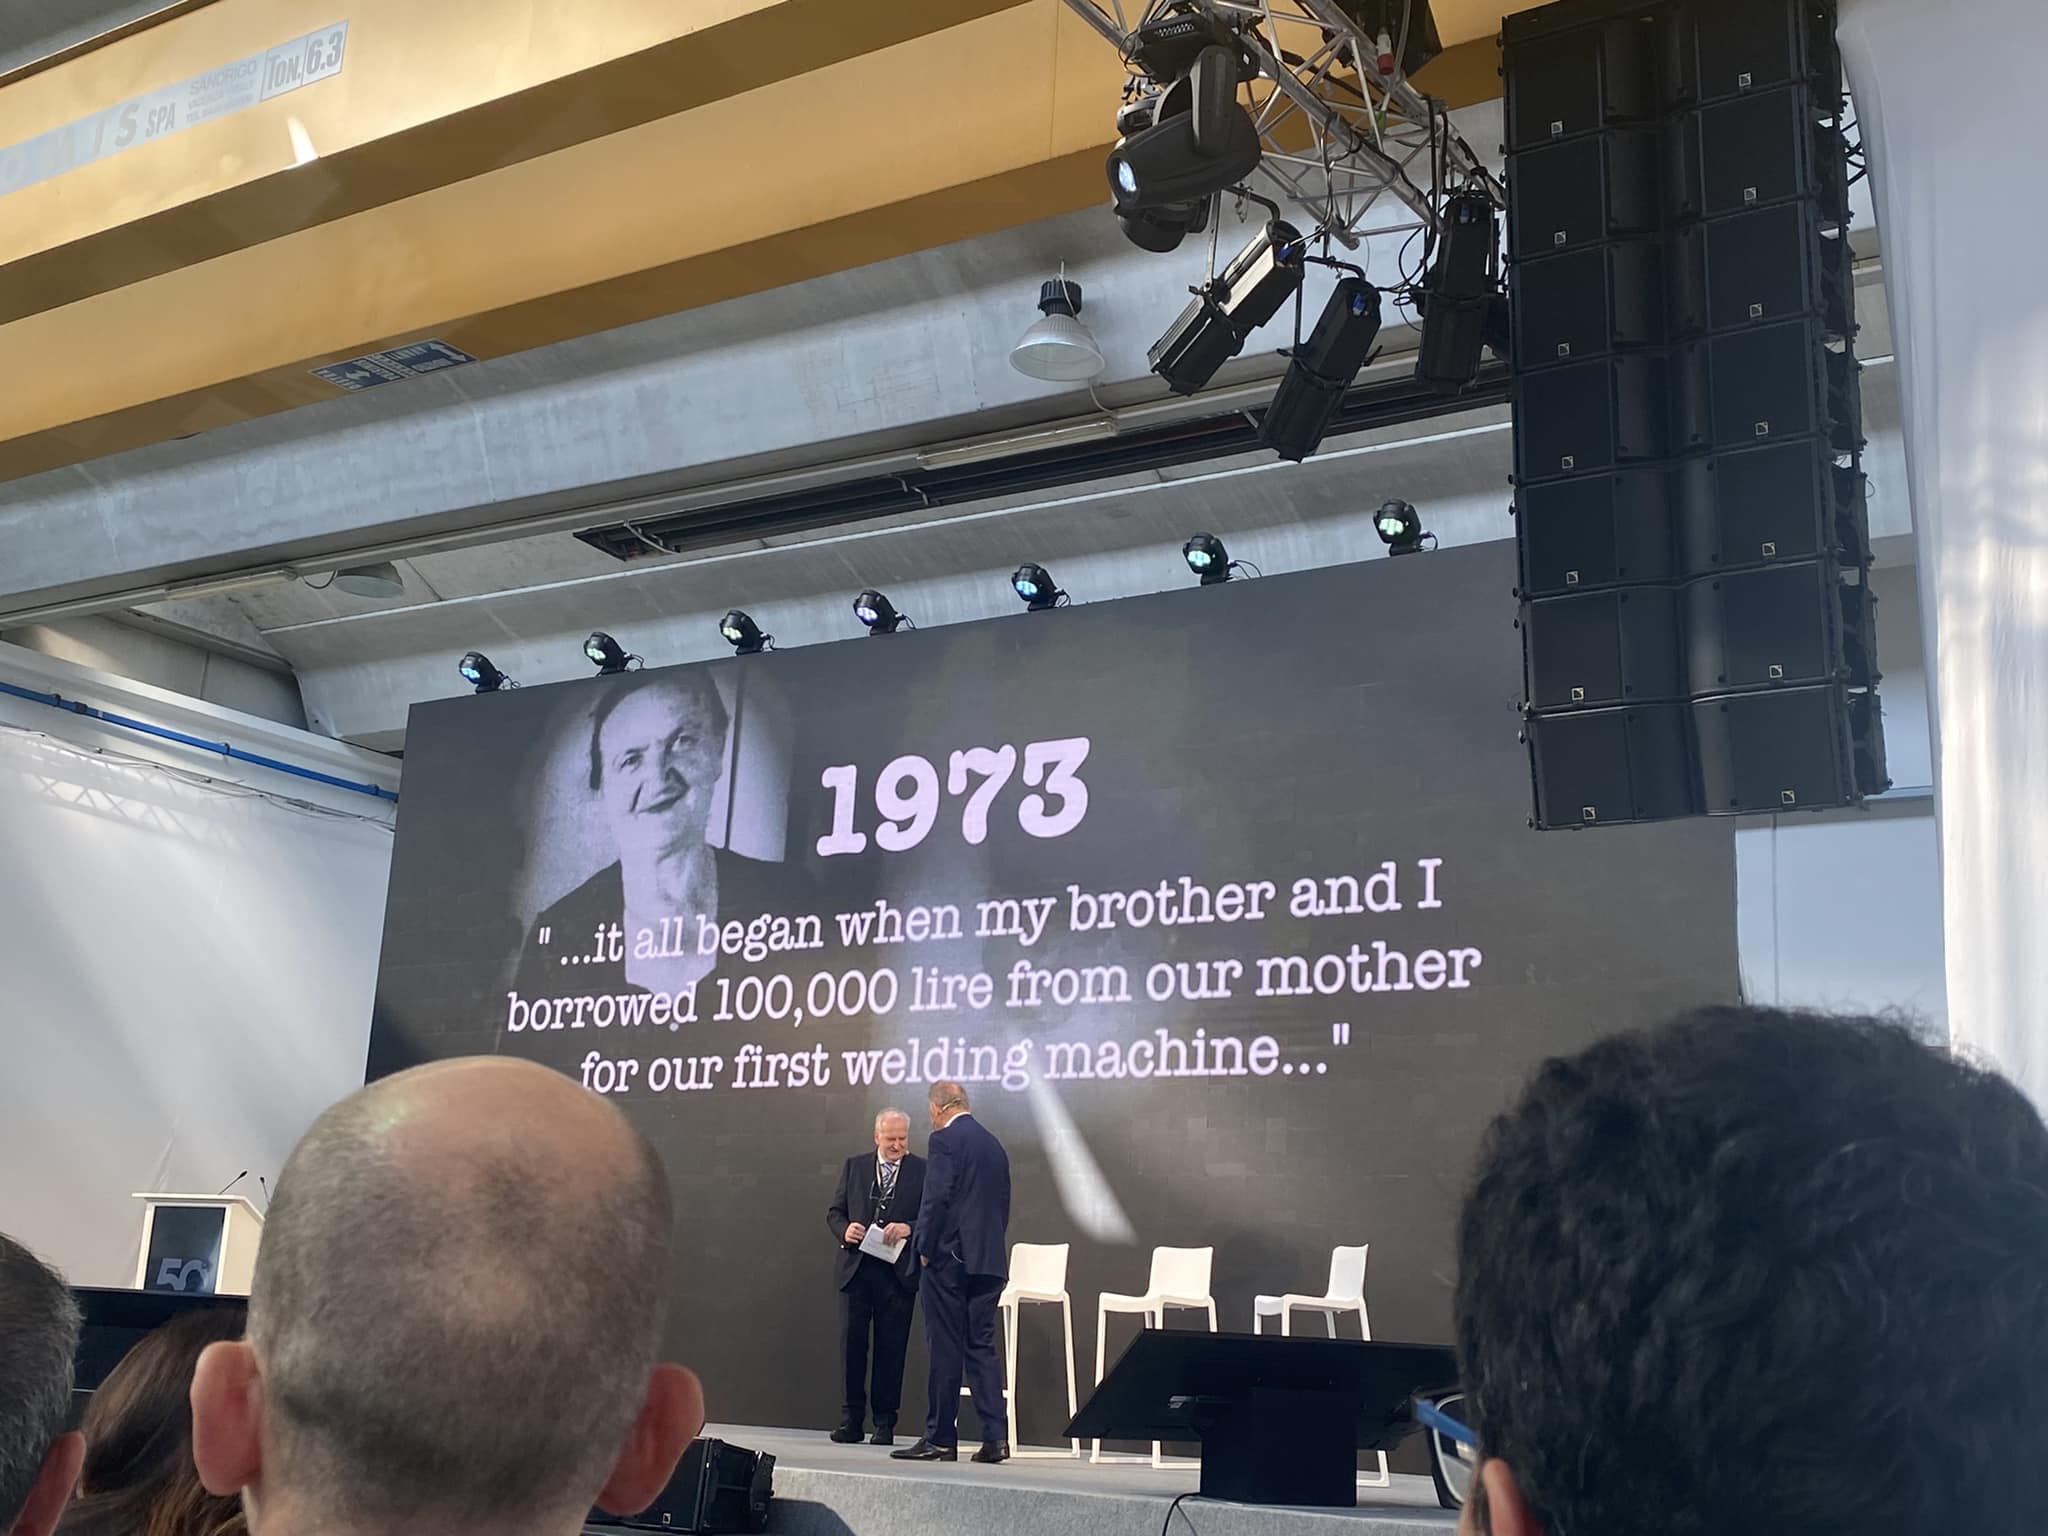 SPA
SANDRIGO
TON. 6.3
1973
"...it all began when my brother and I
borrowed 100,000 lire from our mother
for our first welding machine..."
50